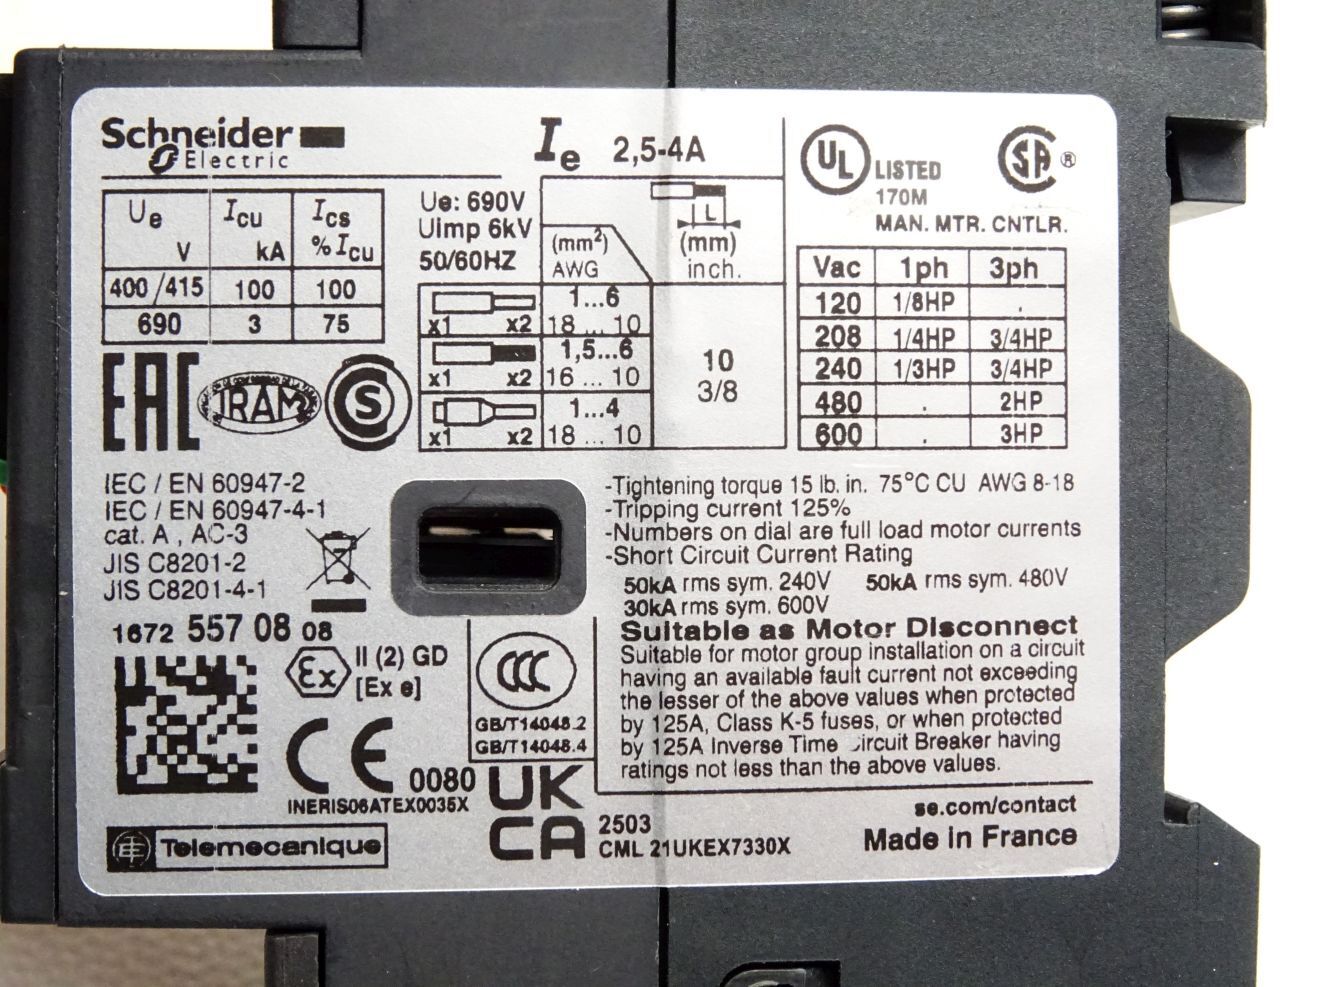 Schneider
Electric
Ie 2,5-4A
UL LISTED
170M
MAN. MTR. CNTLR.
SA ®
Ue V Icu kA Ics % Icu
400/415 100 100
690 3 75
Ue: 690V
Uimp 6kV
50/60HZ
(mm²) AWG L (mm) inch.
x1 x2 1...6 18 ... 10
x1 x2 1,5...6 16 ... 10
x1 x2 1...4 18 ... 10
10
3/8
Vac 1ph 3ph
120 1/8HP .
208 1/4HP 3/4HP
240 1/3HP 3/4HP
480 . 2HP
600 . 3HP
EAC IRAM S
IEC / EN 60947-2
IEC / EN 60947-4-1
cat. A , AC-3
JIS C8201-2
JIS C8201-4-1
-Tightening torque 15 lb. in. 75°C CU AWG 8-18
-Tripping current 125%
-Numbers on dial are full load motor currents
-Short Circuit Current Rating
50kA rms sym. 240V 50kA rms sym. 480V
30kA rms sym. 600V
Suitable as Motor Disconnect
Suitable for motor group installation on a circuit
having an available fault current not exceeding
the lesser of the above values when protected
by 125A, Class K-5 fuses, or when protected
by 125A Inverse Time Circuit Breaker having
ratings not less than the above values.
1672 557 08 08
Ex II (2) GD
[Ex e]
CCC
GB/T14048.2
GB/T14048.4
CE 0080
INERIS06ATEX0035X
UK
CA
2503
CML 21UKEX7330X
Telemecanique
se.com/contact
Made in France